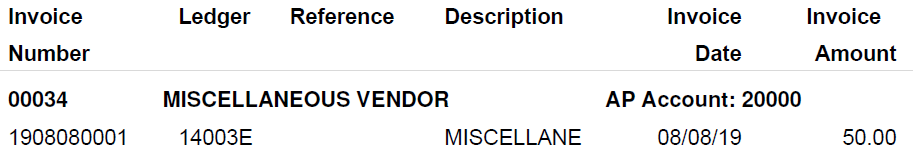 Invoice Ledger Reference Description Invoice Invoice
Number Date Amount
00034 MISCELLANEOUS VENDOR AP Account: 20000
1908080001 14003E MISCELLANE 08/08/19 50.00